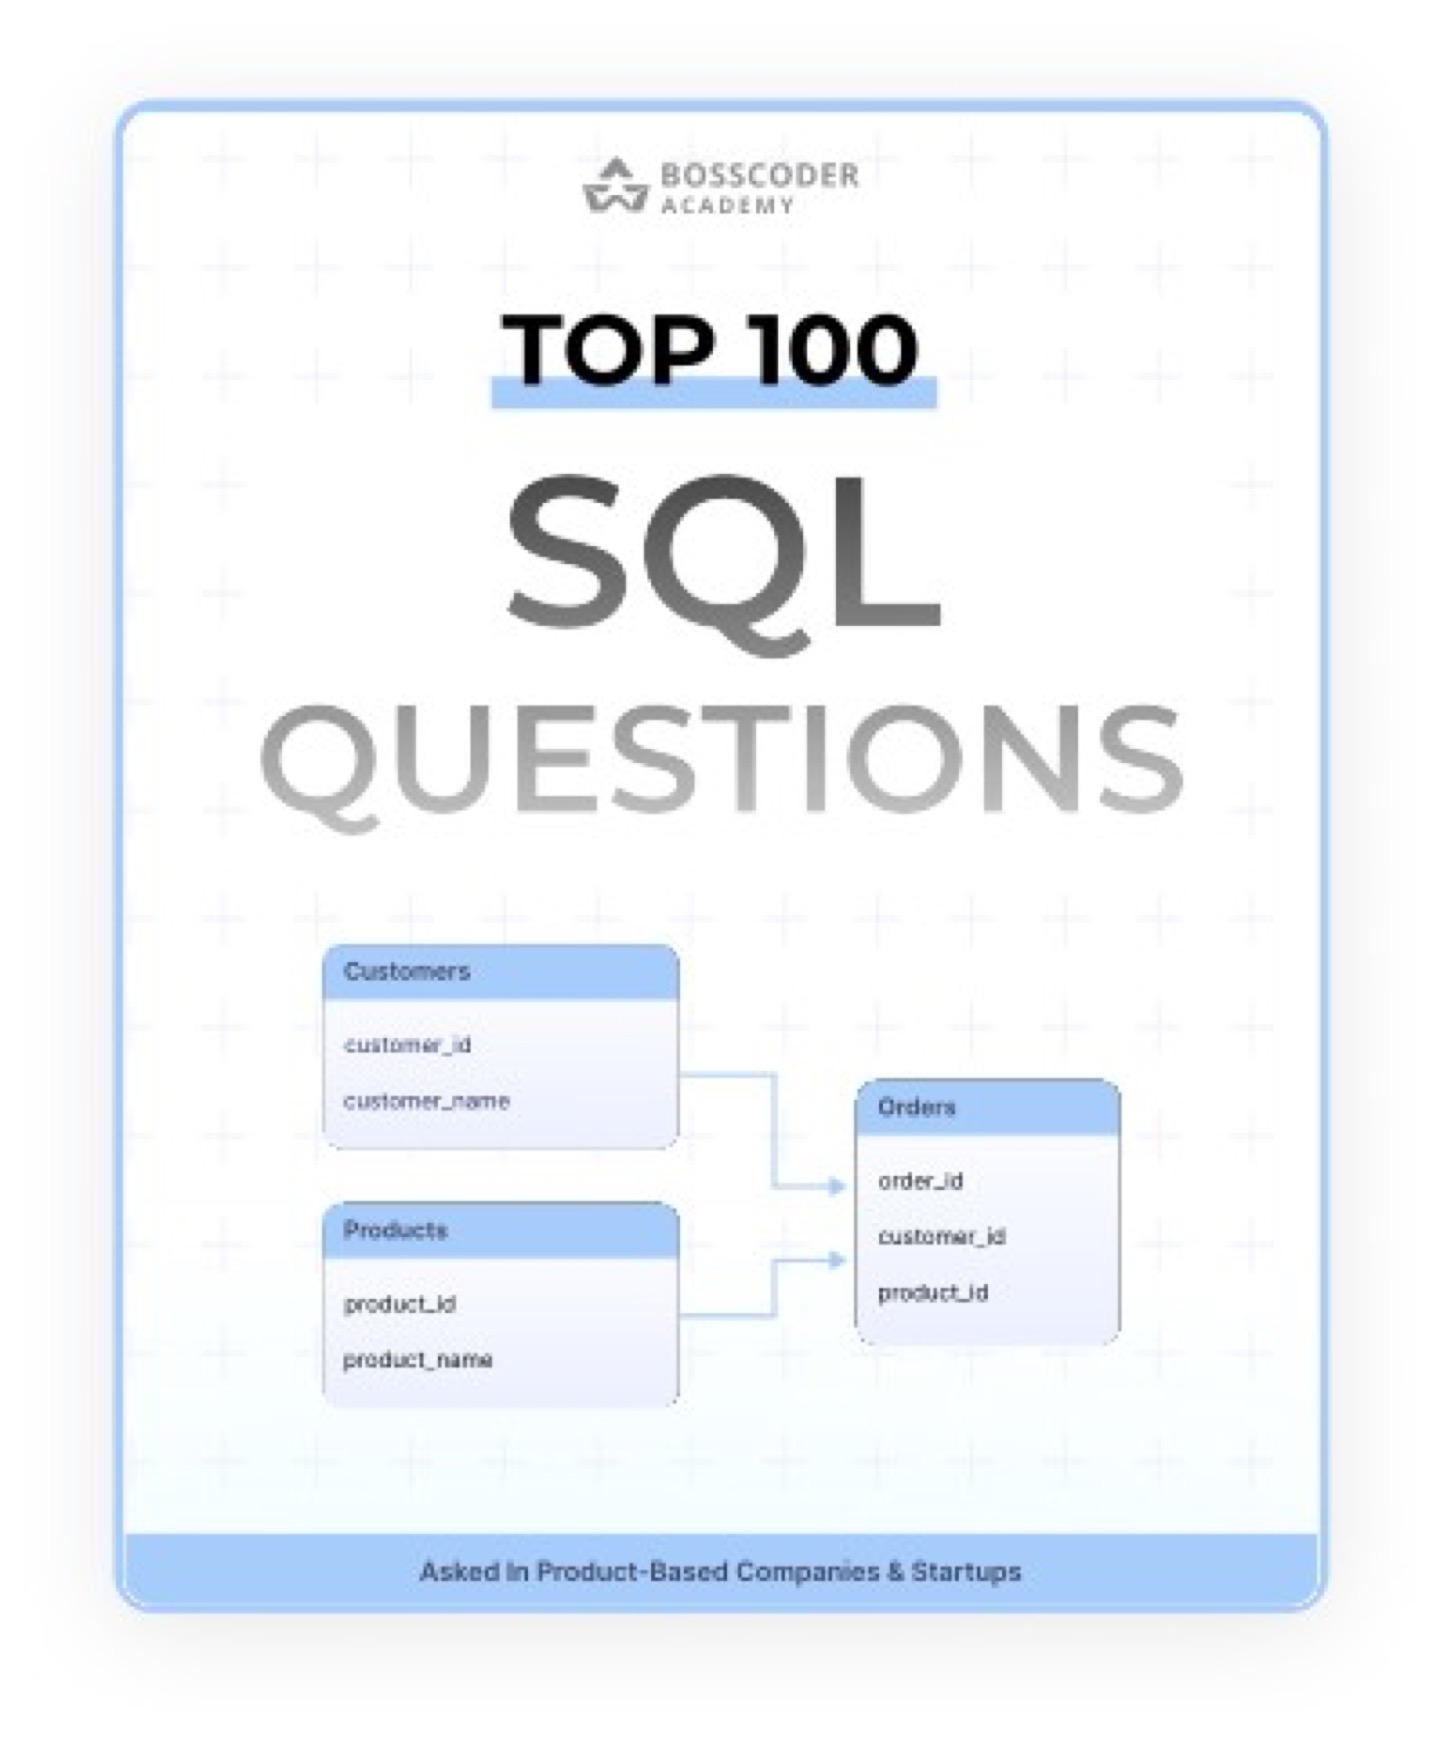 BOSSCODER
ACADEMY
TOP 100
SQL
QUESTIONS
Customers
customer_id
customer_name
Products
product_id
product_name
Orders
order_id
customer_id
product_id
Asked In Product-Based Companies & Startups